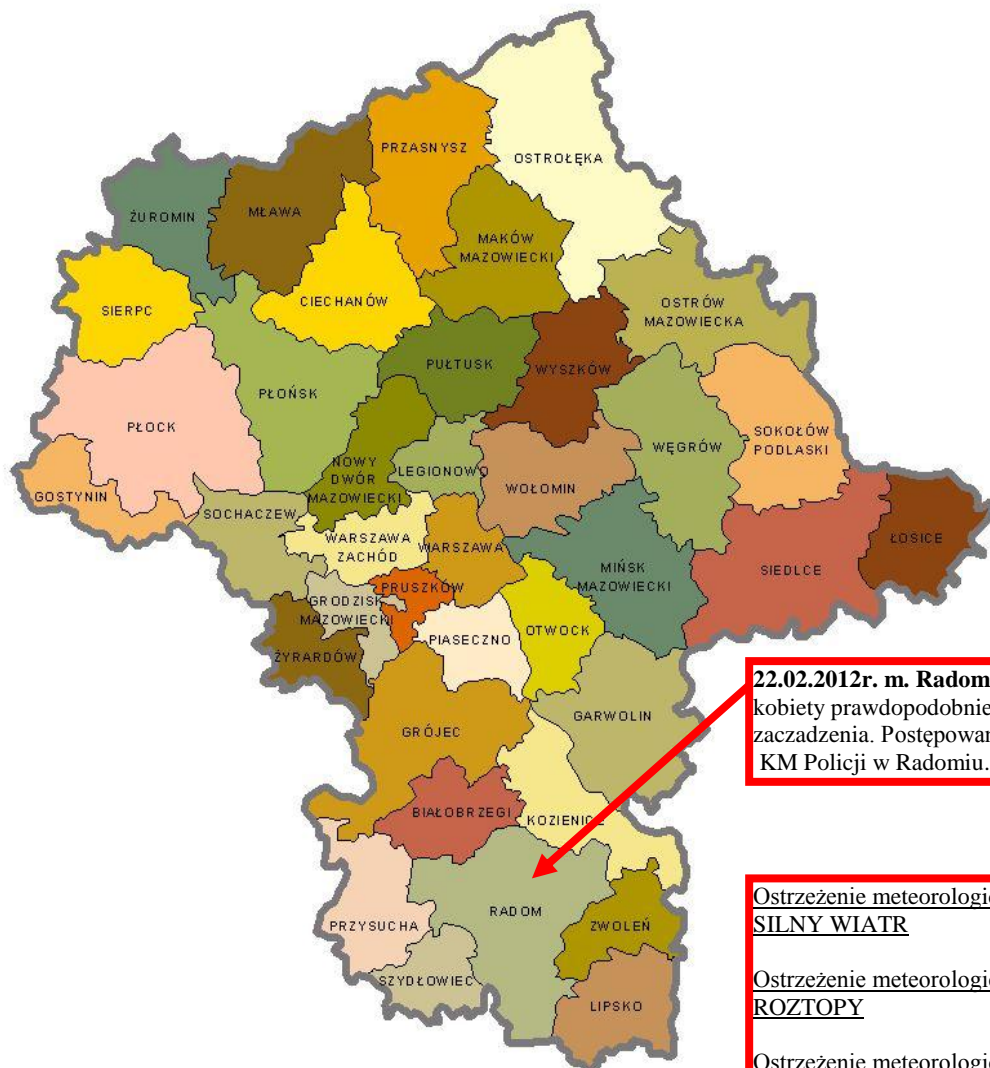 PRZASNYSZ
OSTROŁĘKA
ŻUROMIN
MŁAWA
MAKÓW
MAZOWIECKI
SIERPC
CIECHANÓW
OSTRÓW
MAZOWIECKA
PUŁTUSK
WYSZKÓW
PŁOŃSK
PŁOCK
WĘGRÓW
SOKOŁÓW
PODLASKI
NOWY
DWÓR
MAZOWIECKI
LEGIONOWO
WOŁOMIN
GOSTYNIN
SOCHACZEW
WARSZAWA
ZACHÓD
WARSZAWA
MIŃSK
MAZOWIECKI
SIEDLCE
ŁOSICE
PRUSZKÓW
GRODZISK
MAZOWIECKI
PIASECZNO
OTWOCK
ŻYRARDÓW
GARWOLIN
GRÓJEC
22.02.2012r. m. Radom
kobiety prawdopodobnie
zaczadzenia.
KM Policji w Radomiu.
BIAŁOBRZEGI
KOZIENICE
RADOM
PRZYSUCHA
ZWOLEŃ
SZYDŁOWIEC
LIPSKO
Ostrzeżenie
SILNY WIATR
Ostrzeżenie
ROZTOPY
Ostrzeżenie